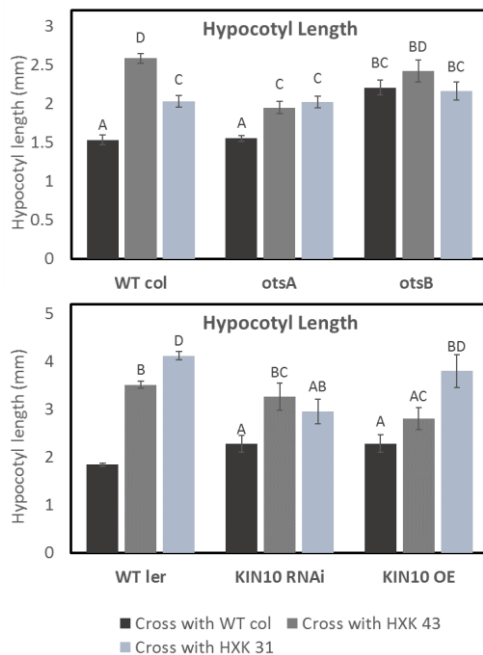 Hypocotyl Length
Hypocotyl length (mm)
3
2.5
2
1.5
1
0.5
0
A
D
C
A
C
C
BC
BD
BC
WT col
otsA
otsB
Hypocotyl Length
Hypocotyl length (mm)
5
4
3
2
1
0
B
D
A
BC
AB
A
AC
BD
WT ler
KIN10 RNAi
KIN10 OE
Cross with WT col
Cross with HXK 43
Cross with HXK 31